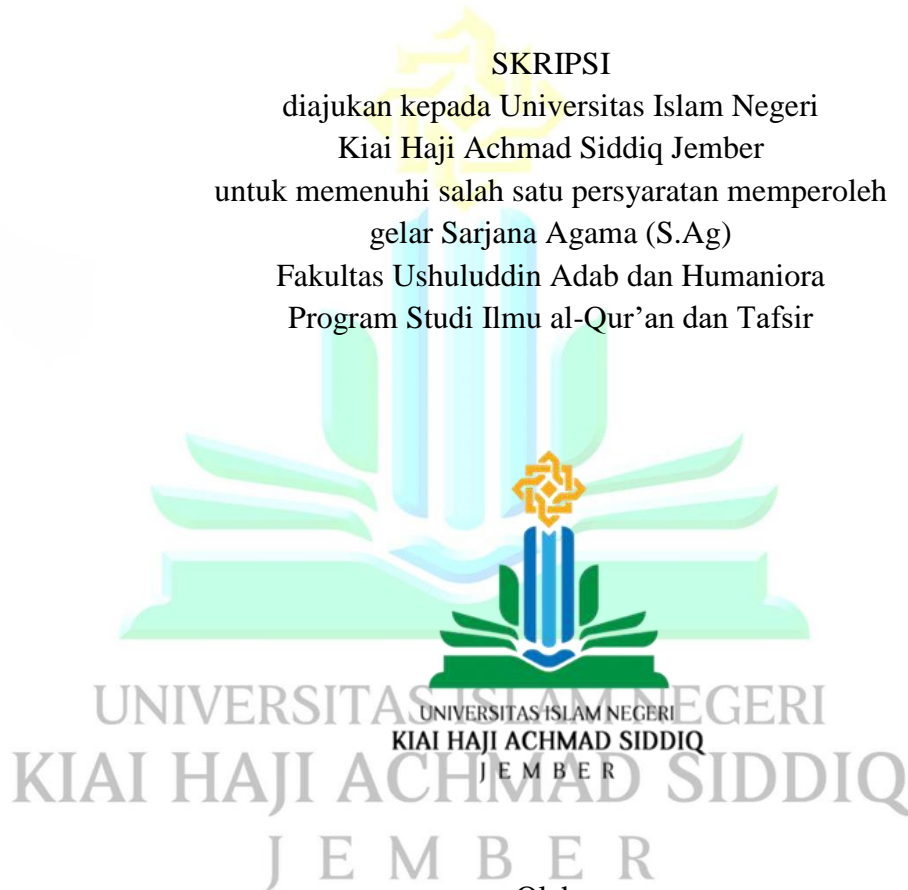 SKRIPSI
diajukan kepada Universitas Islam Negeri
Kiai Haji Achmad Siddiq Jember
untuk memenuhi salah satu persyaratan memperoleh
gelar Sarjana Agama (S.Ag)
Fakultas Ushuluddin Adab dan Humaniora
Program Studi Ilmu al-Qur’an dan Tafsir
UNIVERSITAS ISLAM NEGERI
KIAI HAJI ACHMAD SIDDIQ
JEMBER
UNIVERSITAS ISLAM NEGERI
KIAI HAJI ACHMAD SIDDIQ
JEMBER